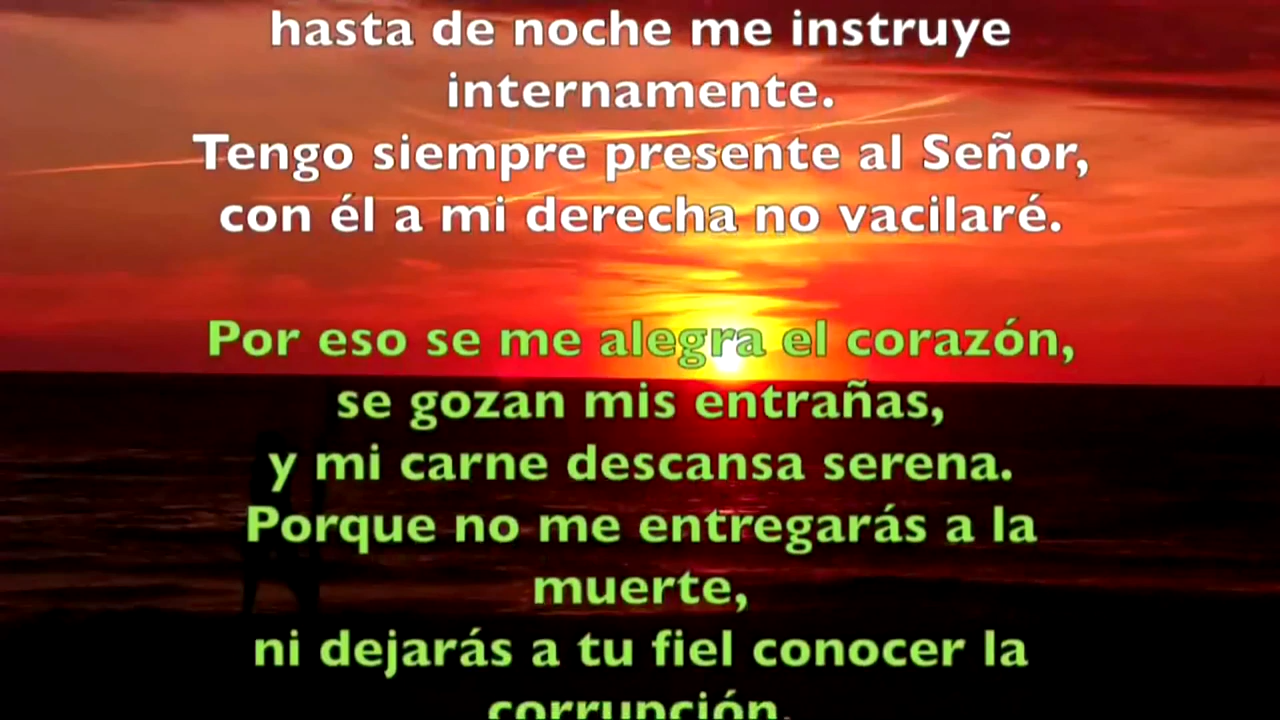 hasta de noche me instruye
internamente.
Tengo siempre presente al Señor,
con él a mi derecha no vacilaré.
Por eso se me alegra el corazón,
se gozan mis entrañas,
y mi carne descansa serena.
Porque no me entregarás a la
muerte,
ni dejarás a tu fiel conocer la
corrupción.